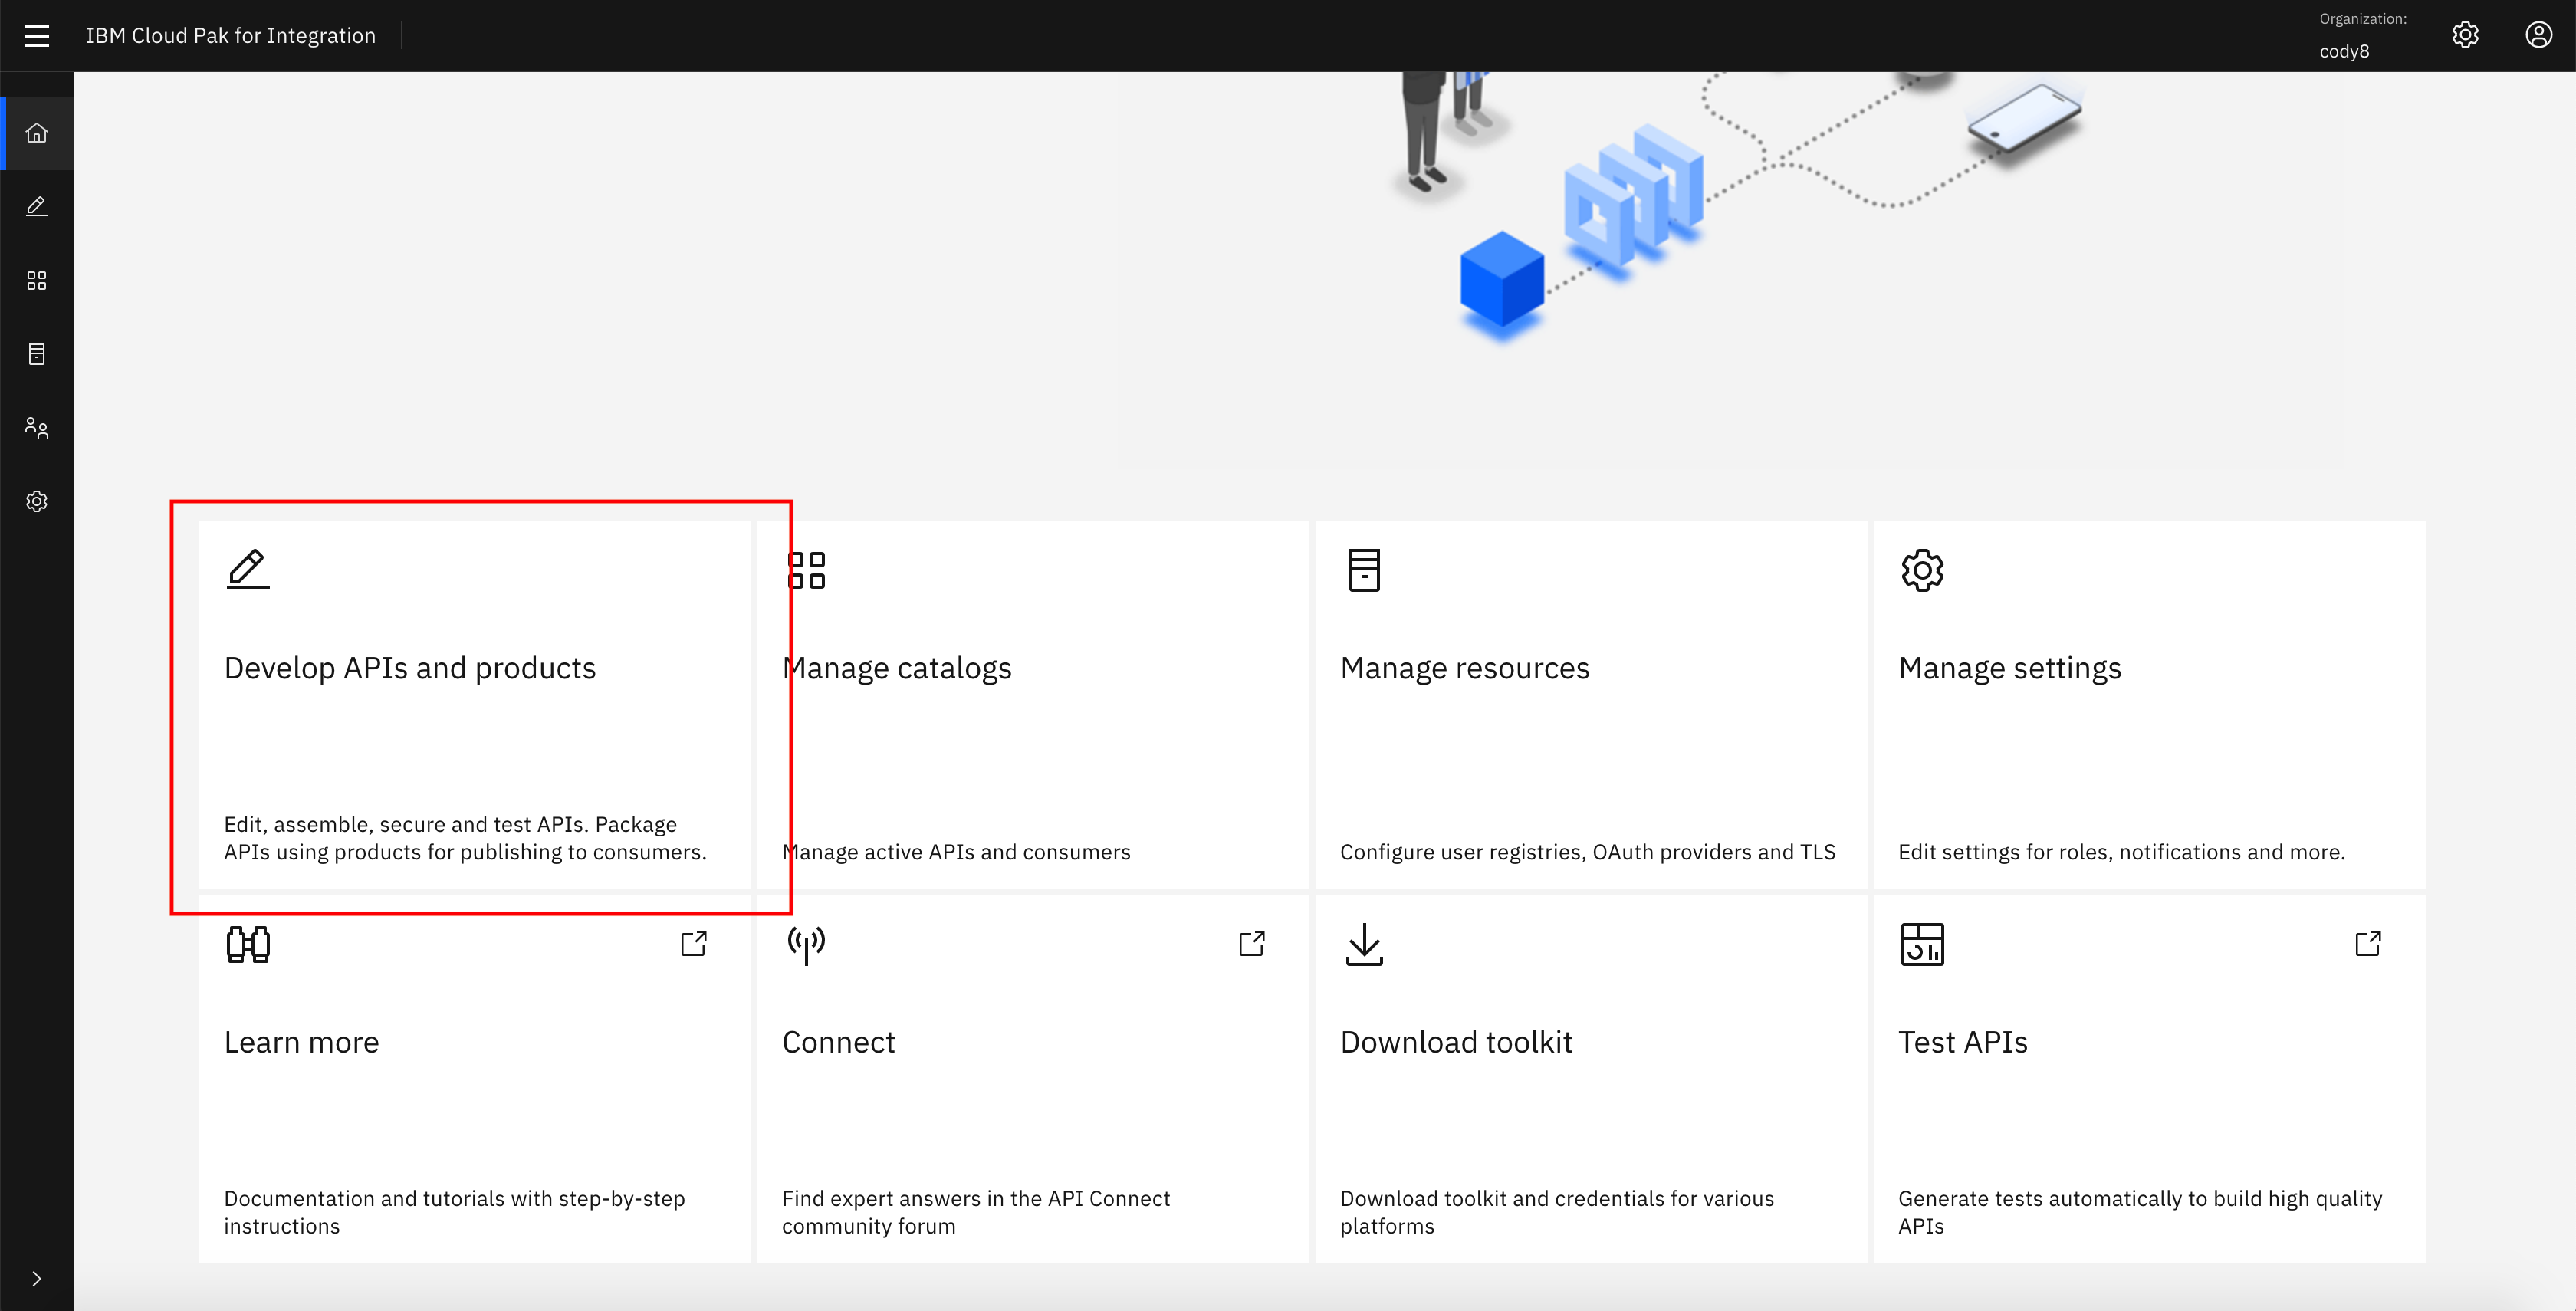 IBM Cloud Pak for Integration
Organization:
cody8
Develop APIs and products
Edit, assemble, secure and test APIs. Package
APIs using products for publishing to consumers.
Manage catalogs
Manage active APIs and consumers
Manage resources
Configure user registries, OAuth providers and TLS
Manage settings
Edit settings for roles, notifications and more.
Learn more
Documentation and tutorials with step-by-step
instructions
Connect
Find expert answers in the API Connect
community forum
Download toolkit
Download toolkit and credentials for various
platforms
Test APIs
Generate tests automatically to build high quality
APIs